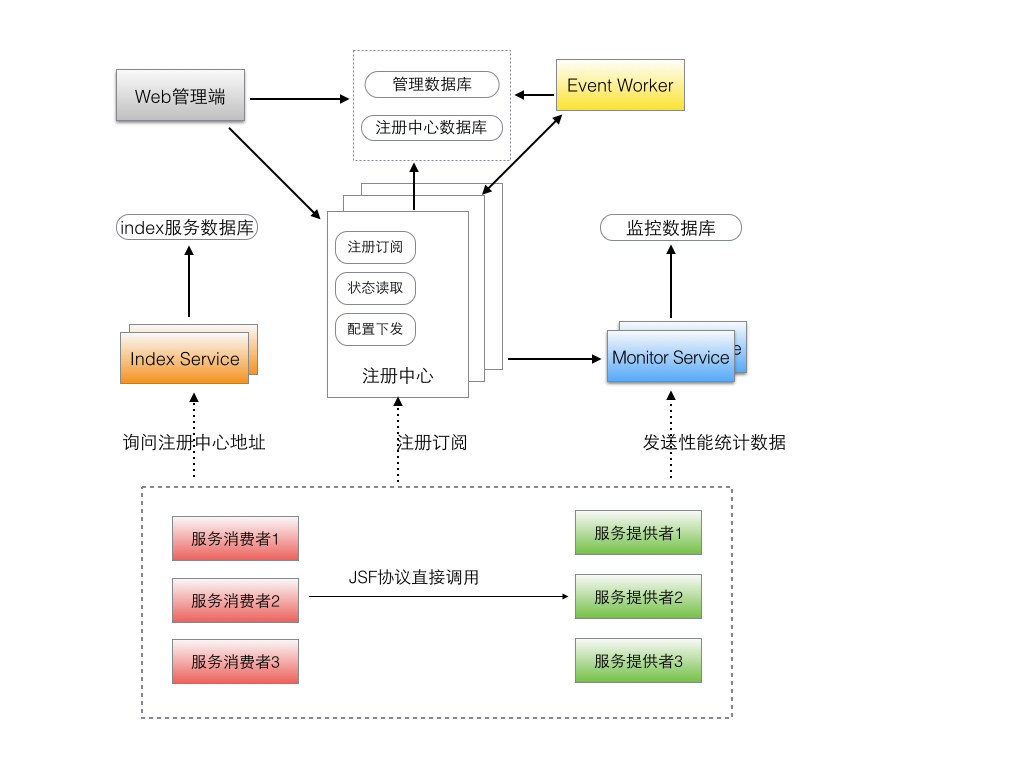 Web管理端
管理数据库
注册中心数据库
Event Worker
index服务数据库
监控数据库
注册订阅
状态读取
配置下发
注册中心
Index Service
Monitor Service
e
询问注册中心地址
注册订阅
发送性能统计数据
服务消费者1
服务消费者2
服务消费者3
JSF协议直接调用
服务提供者1
服务提供者2
服务提供者3